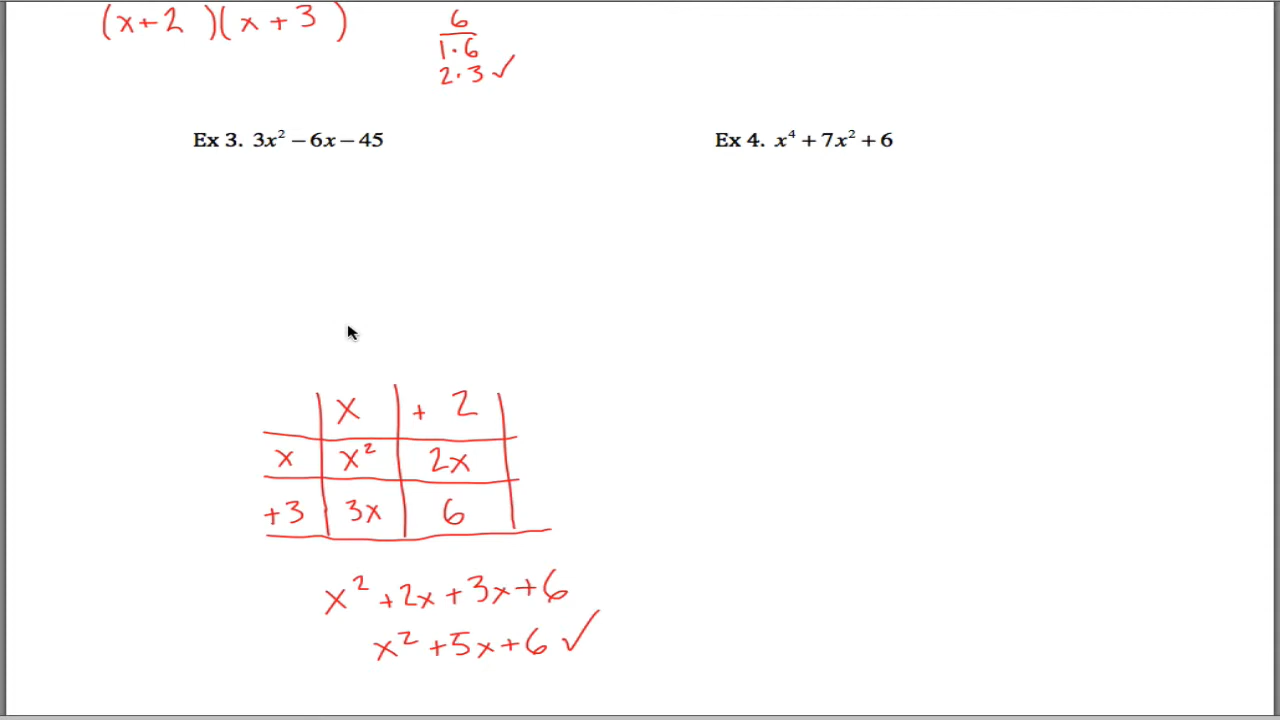 (x+2 )(x + 3 )
6
1·6
2·3 ✓
Ex 3. 3x² − 6x − 45
Ex 4. x⁴ + 7x² + 6
x + 2
x x² 2x
+3 3x 6
x² +2x +3x+6
x² +5x+6 ✓